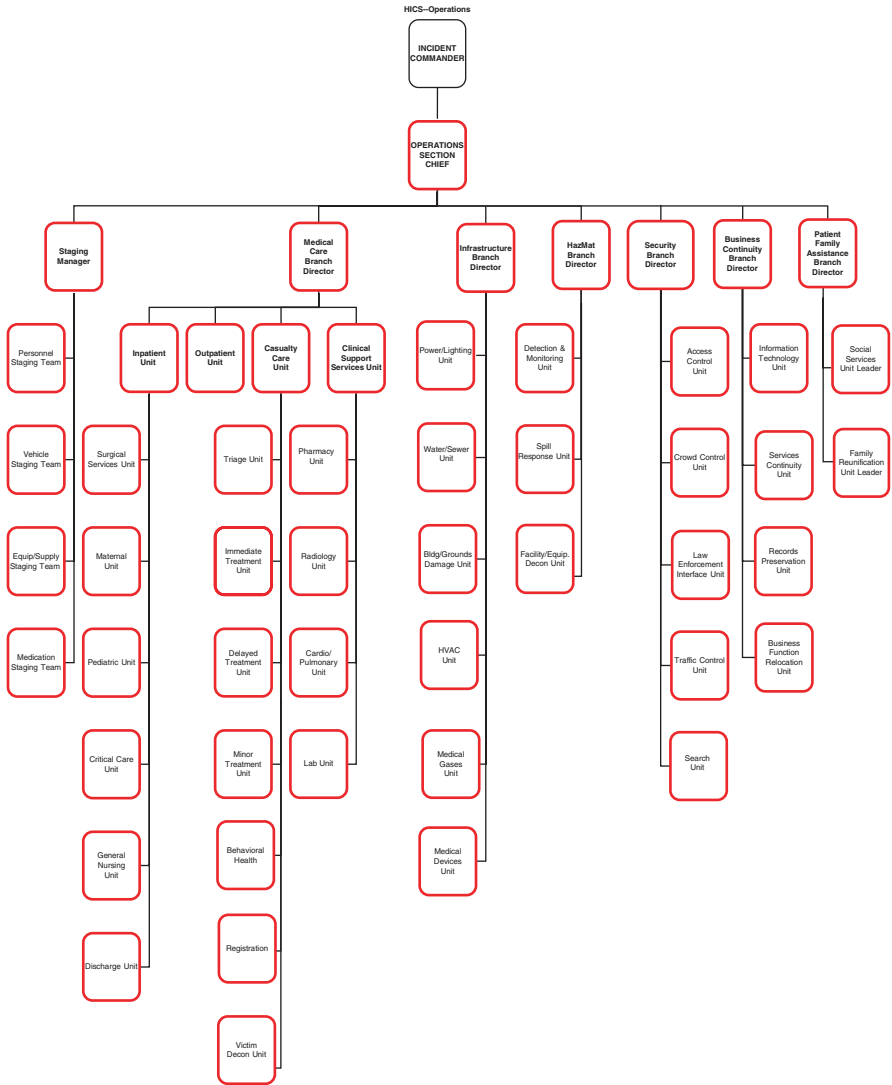 HICS--Operations
INCIDENT
COMMANDER
OPERATIONS
SECTION
CHIEF
Staging
Manager
Medical
Care
Branch
Director
Infrastructure
Branch
Director
HazMat
Branch
Director
Security
Branch
Director
Business
Continuity
Branch
Director
Patient
Family
Assistance
Branch
Director
Personnel
Staging Team
Inpatient
Unit
Outpatient
Unit
Casualty
Care
Unit
Clinical
Support
Services Unit
Power/Lighting
Unit
Detection &
Monitoring
Unit
Access
Control
Unit
Information
Technology
Unit
Social
Services
Unit Leader
Vehicle
Staging Team
Surgical
Services Unit
Triage Unit
Pharmacy
Unit
Water/Sewer
Unit
Spill
Response Unit
Crowd Control
Unit
Services
Continuity
Unit
Family
Reunification
Unit Leader
Equip/Supply
Staging Team
Maternal
Unit
Immediate
Treatment
Unit
Radiology
Unit
Bldg/Grounds
Damage Unit
Facility/Equip.
Decon Unit
Law
Enforcement
Interface Unit
Records
Preservation
Unit
Medication
Staging Team
Pediatric Unit
Delayed
Treatment
Unit
Cardio/
Pulmonary
Unit
HVAC
Unit
Traffic Control
Unit
Business
Function
Relocation
Unit
Critical Care
Unit
Minor
Treatment
Unit
Lab Unit
Medical
Gases
Unit
Search
Unit
General
Nursing
Unit
Behavioral
Health
Medical
Devices
Unit
Discharge Unit
Registration
Victim
Decon Unit